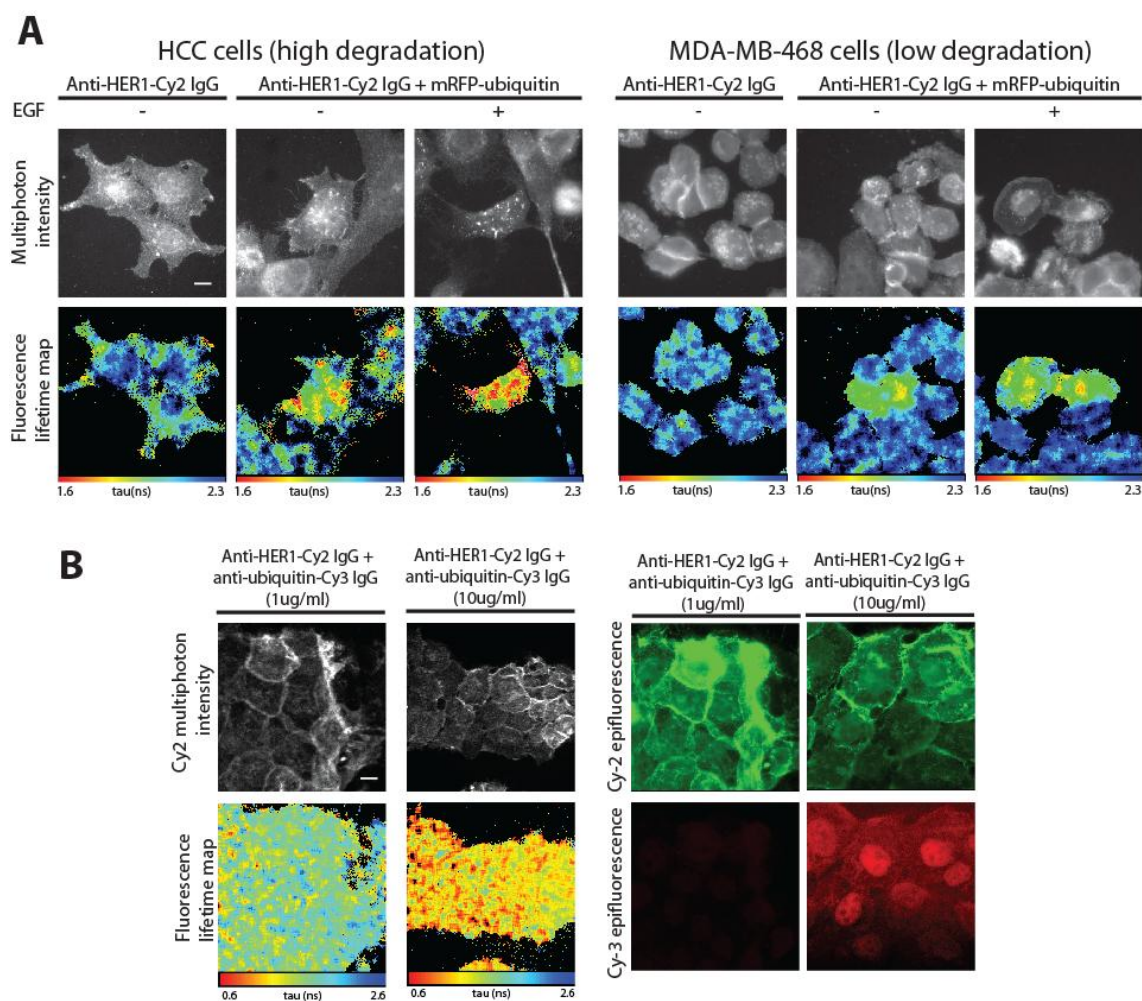 A
HCC cells (high degradation)
MDA-MB-468 cells (low degradation)
Anti-HER1-Cy2 IgG
Anti-HER1-Cy2 IgG + mRFP-ubiquitin
Anti-HER1-Cy2 IgG
Anti-HER1-Cy2 IgG + mRFP-ubiquitin
EGF - - + - - +
Multiphoton
intensity
Fluorescence
lifetime map
1.6 tau(ns) 2.3
1.6 tau(ns) 2.3
1.6 tau(ns) 2.3
1.6 tau(ns) 2.3
1.6 tau(ns) 2.3
1.6 tau(ns) 2.3
B
Anti-HER1-Cy2 IgG +
anti-ubiquitin-Cy3 IgG
(1ug/ml)
Anti-HER1-Cy2 IgG +
anti-ubiquitin-Cy3 IgG
(10ug/ml)
Anti-HER1-Cy2 IgG +
anti-ubiquitin-Cy3 IgG
(1ug/ml)
Anti-HER1-Cy2 IgG +
anti-ubiquitin-Cy3 IgG
(10ug/ml)
Cy2 multiphoton
intensity
Cy-2 epifluorescence
Fluorescence
lifetime map
Cy-3 epifluorescence
0.6 tau (ns) 2.6
0.6 tau (ns) 2.6